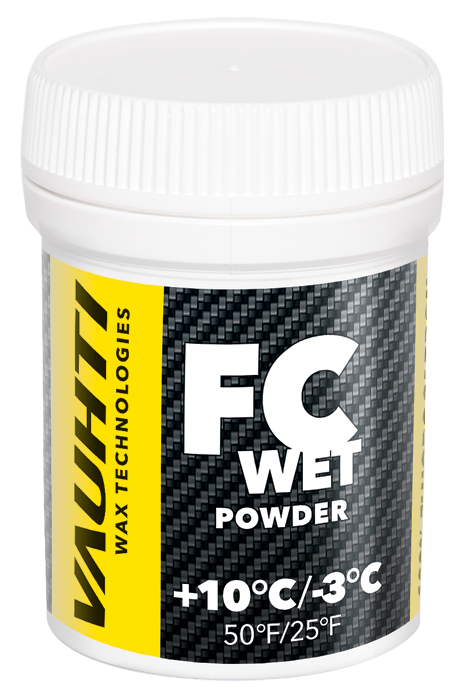 VAUHTI
WAX TECHNOLOGIES
FC
WET
POWDER
+10°C/-3°C
50°F/25°F